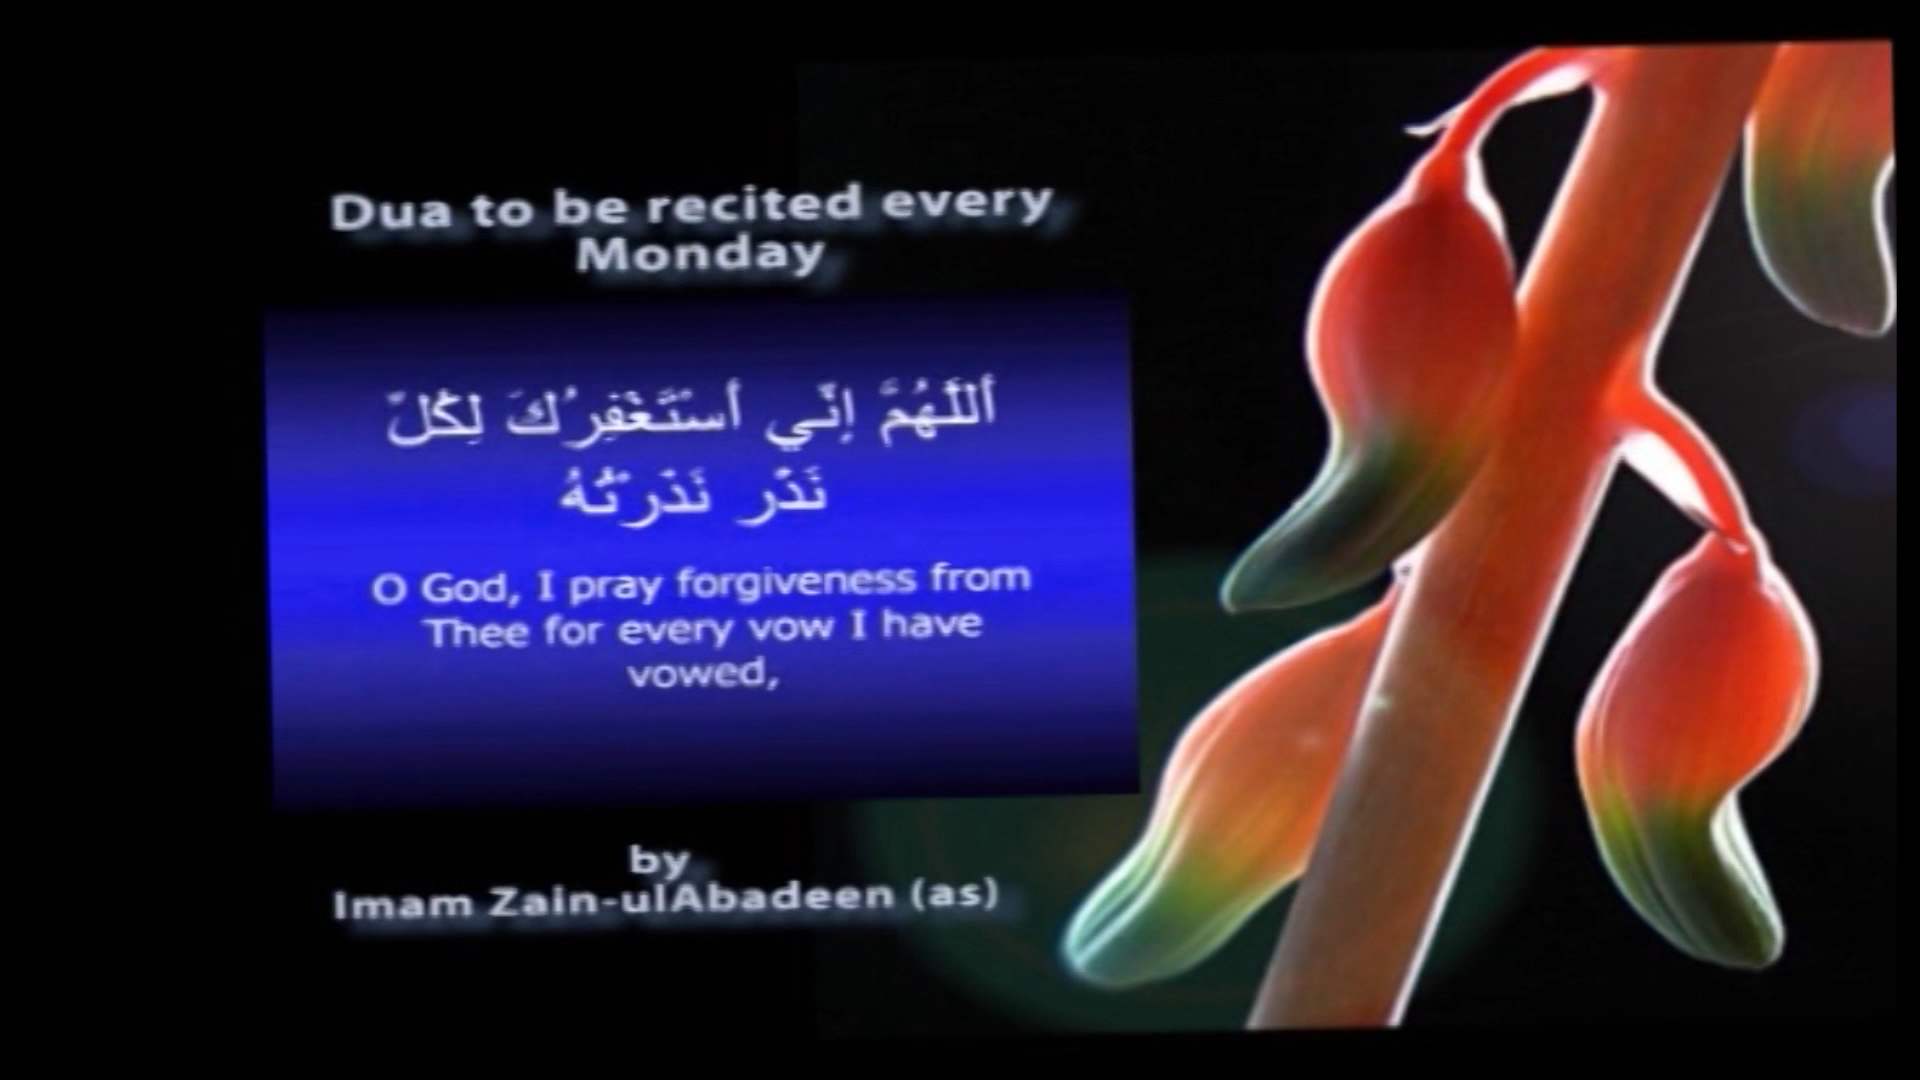 Dua to be recited every
Monday
أَللّٰهُمَّ إِنِّي أَسْتَغْفِرُكَ لِكُلِّ
نَذْرٍ نَذَرْتُهُ
O God, I pray forgiveness from
Thee for every vow I have
vowed,
by
Imam Zain-ulAbadeen (as)